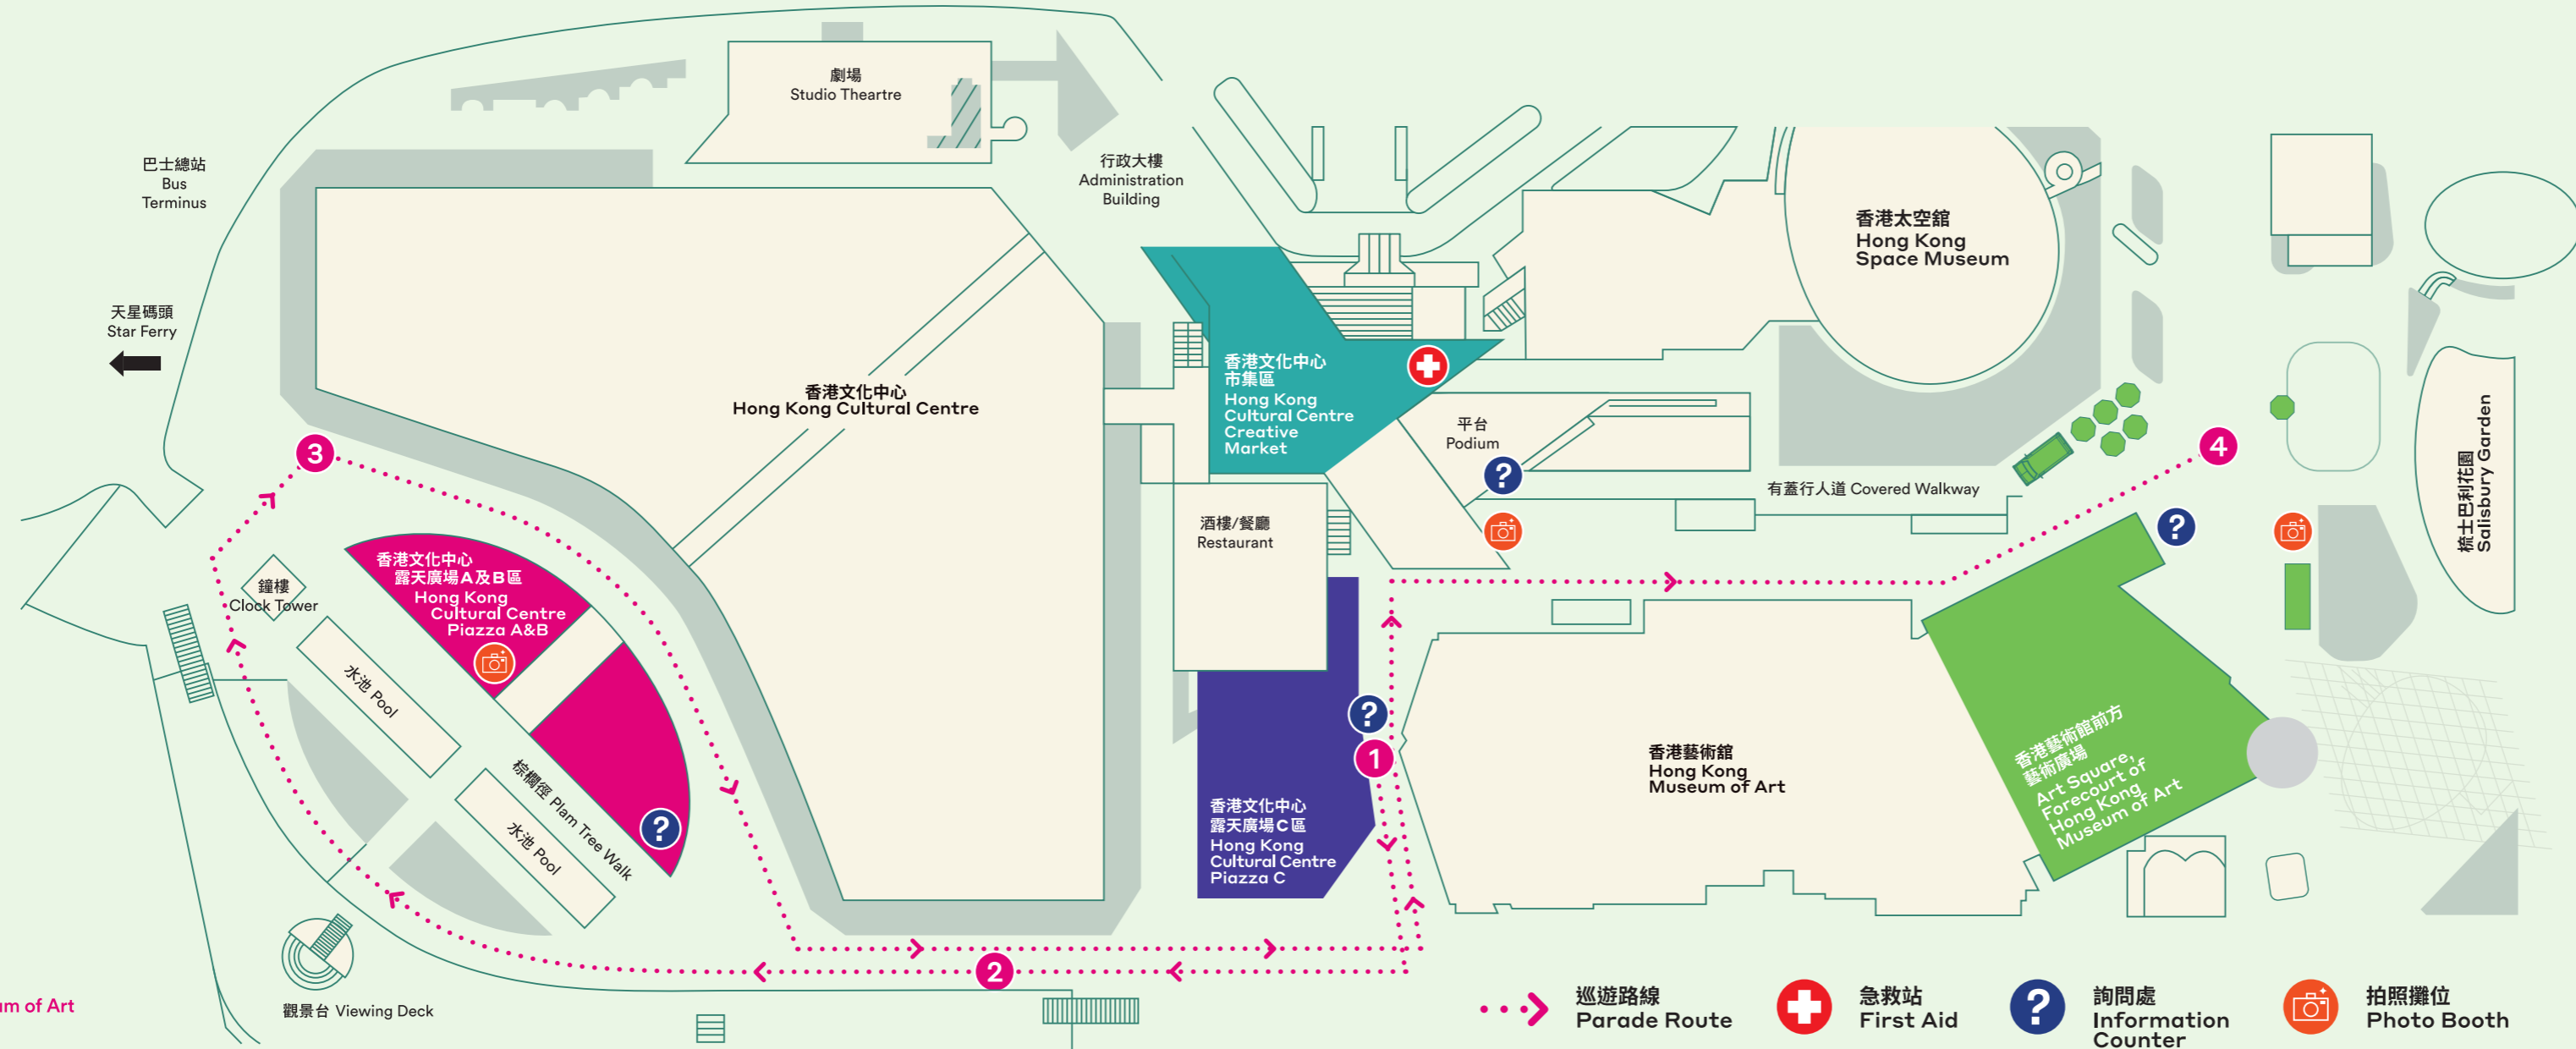 劇場
Studio Theartre
巴士總站
Bus
Terminus
行政大樓
Administration
Building
香港太空館
Hong Kong
Space Museum
天星碼頭
Star Ferry
香港文化中心
Hong Kong Cultural Centre
香港文化中心
市集區
Hong Kong
Cultural Centre
Creative
Market
平台
Podium
?
有蓋行人道 Covered Walkway
梳士巴利花園
Salisbury Garden
3
4
酒樓/餐廳
Restaurant
?
鐘樓
Clock Tower
香港文化中心
露天廣場A及B區
Hong Kong
Cultural Centre
Piazza A&B
水池 Pool
棕櫚徑 Plam Tree Walk
水池 Pool
?
?
1
香港文化中心
露天廣場C區
Hong Kong
Cultural Centre
Piazza C
香港藝術館
Hong Kong
Museum of Art
香港藝術館前方
藝術廣場
Art Square,
Forecourt of
Hong Kong
Museum of Art
2
um of Art
觀景台 Viewing Deck
巡遊路線
Parade Route
急救站
First Aid
?
詢問處
Information
Counter
拍照攤位
Photo Booth